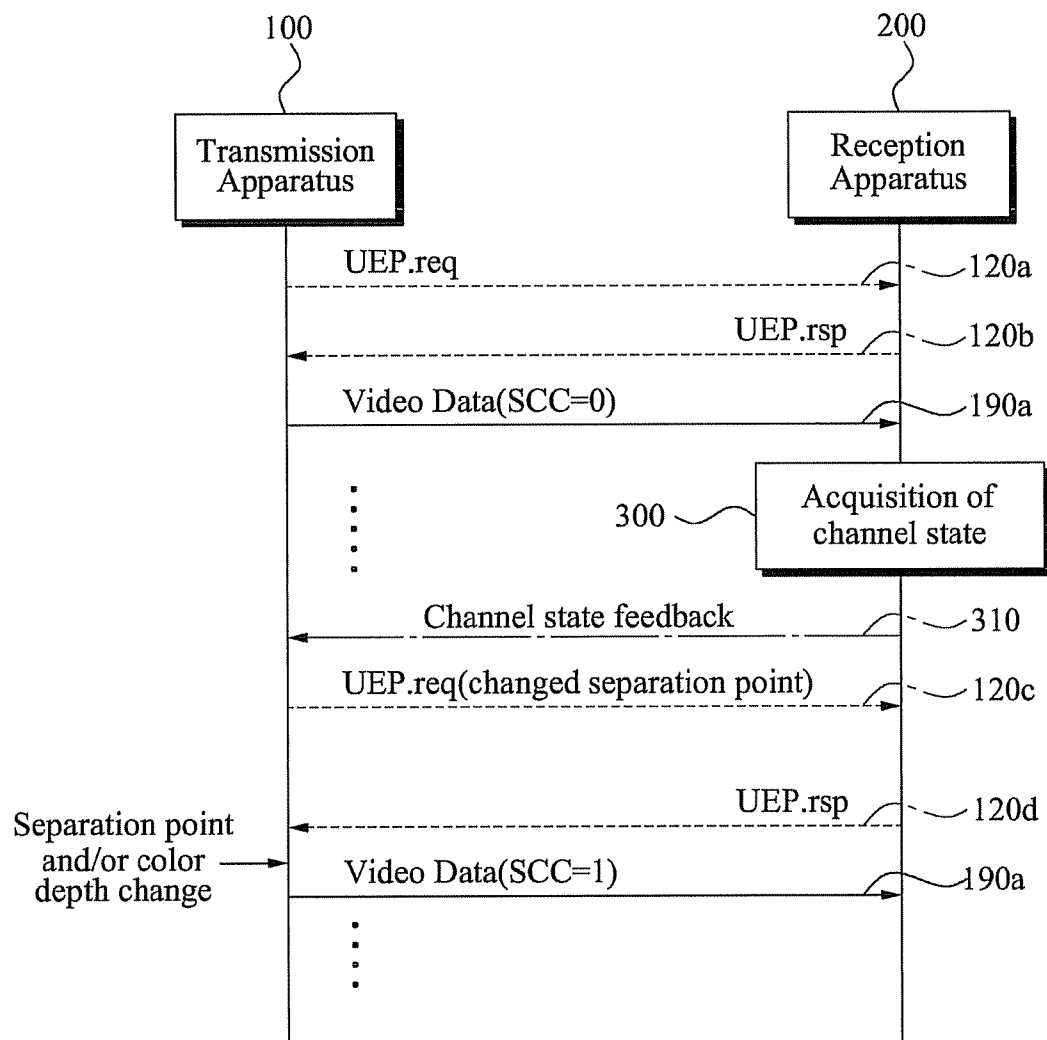 100
200
Transmission
Apparatus
Reception
Apparatus
UEP.req
120a
UEP.rsp
120b
Video Data(SCC=0)
190a
300
Acquisition of
channel state
Channel state feedback
310
UEP.req(changed separation point)
120c
UEP.rsp
120d
Separation point
and/or color
depth change
Video Data(SCC=1)
190a